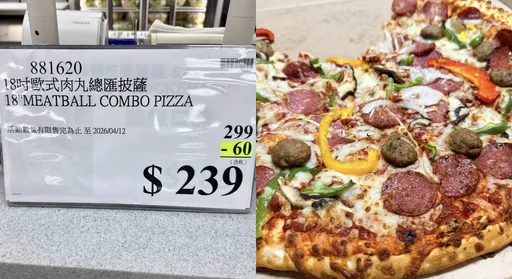 881620
18吋歐式肉丸總匯披薩
18" MEATBALL COMBO PIZZA
活動數量有限售完為止 至 2026/04/12
299
- 60
(含稅)
$ 239